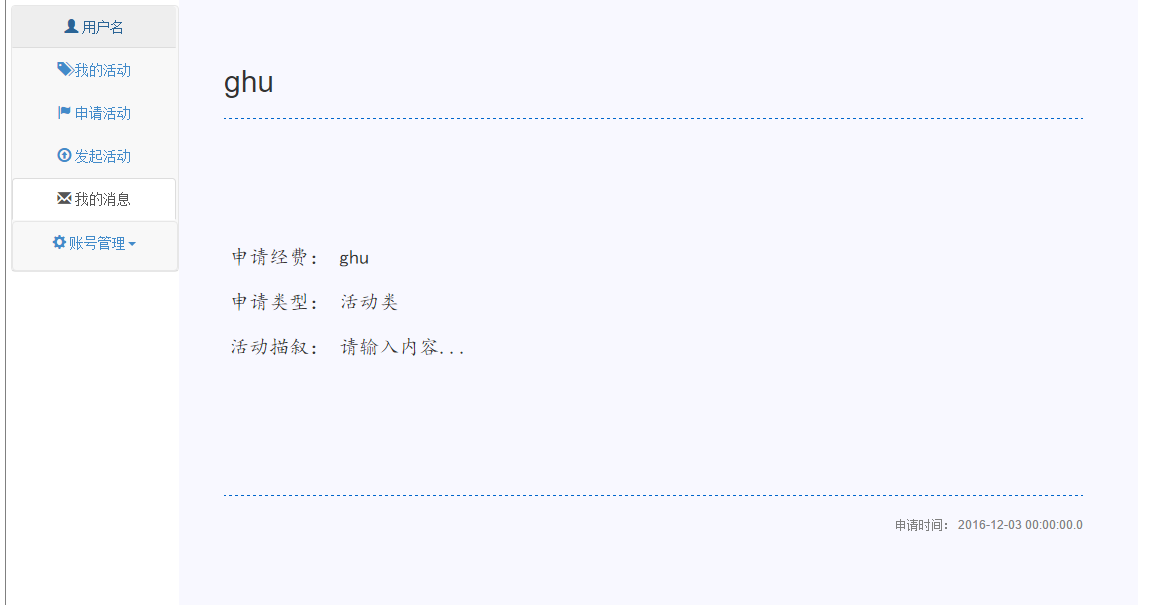 用户名
我的活动
申请活动
发起活动
我的消息
账号管理
ghu
申请经费： ghu
申请类型： 活动类
活动描叙： 请输入内容...
申请时间： 2016-12-03 00:00:00.0